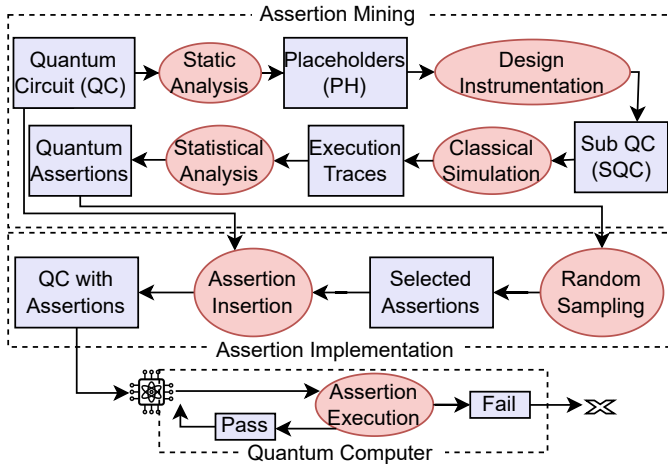 Assertion Mining
Quantum
Circuit (QC)
Static
Analysis
Placeholders
(PH)
Design
Instrumentation
Quantum
Assertions
Statistical
Analysis
Execution
Traces
Classical
Simulation
Sub QC
(SQC)
QC with
Assertions
Assertion
Insertion
Selected
Assertions
Random
Sampling
Assertion Implementation
Assertion
Execution
Pass
Fail
Quantum Computer